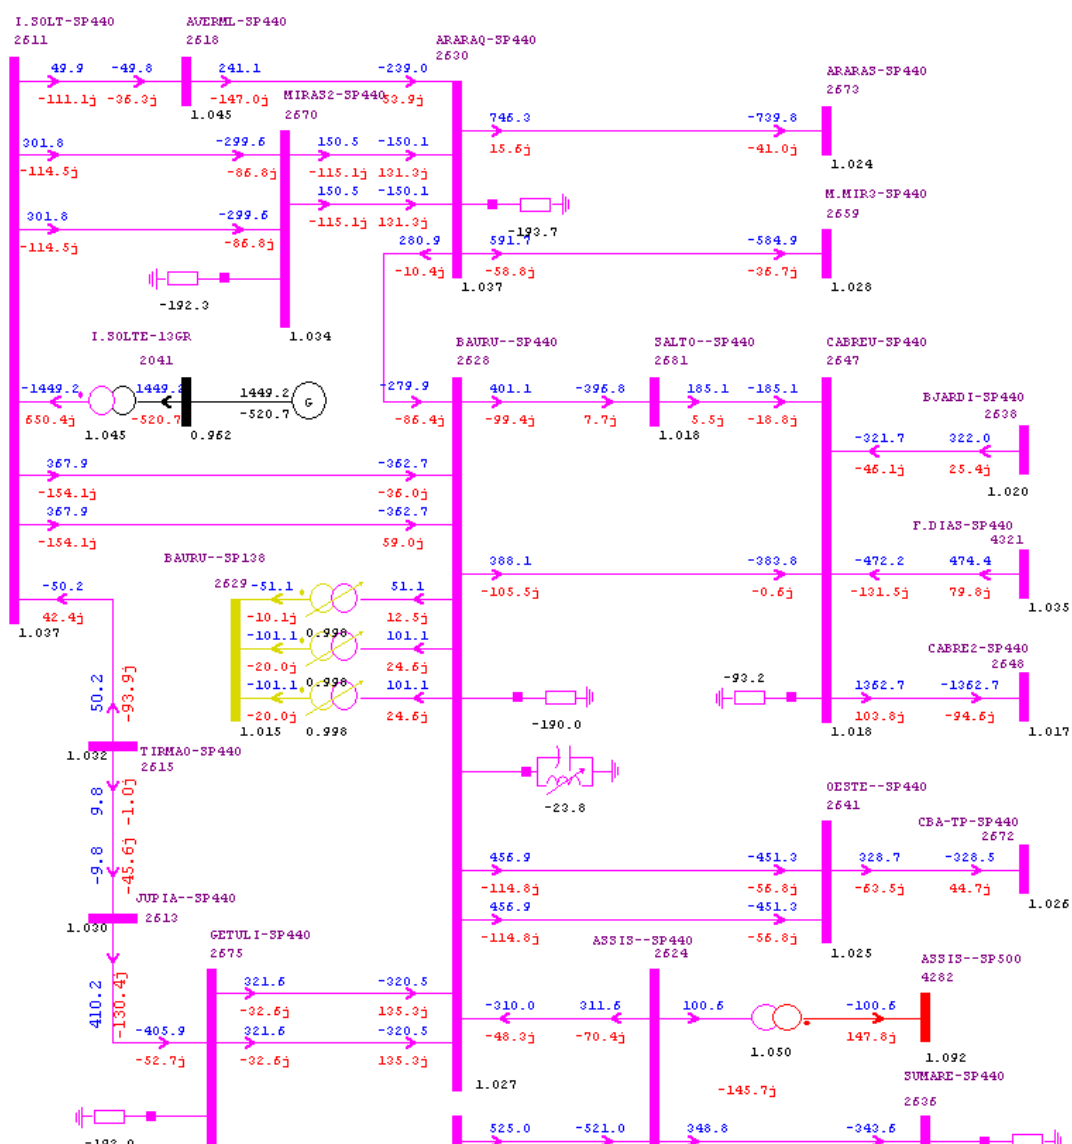 I.SOLT-SP440
2611
AVERML-SP440
2618
ARARAQ-SP440
2630
ARARAS-SP440
2673
49.9 -49.8 241.1 -239.0
-111.1j -36.3j -147.0j 53.9j
1.045
MIRAS2-SP440
2670
746.3 -739.8
15.6j -41.0j
1.024
301.8 -299.6 150.5 -150.1
-114.5j -86.8j -115.1j 131.3j
M.MIR3-SP440
2659
150.5 -150.1
-115.1j 131.3j
-193.7
301.8 -299.6
-114.5j -86.8j
280.9 591.7 -584.9
-10.4j -58.8j -36.7j
1.037
1.028
-192.3
1.034
I.SOLTE-13GR
2041
BAURU--SP440
2628
SALTO--SP440
2681
CABREU-SP440
2647
-1449.2 1449.2 1449.2
650.4j -520.7 -520.7
G
1.045 0.962
-279.9 401.1 -396.8 185.1 -185.1
-86.4j -99.4j 7.7j 5.5j -18.8j
1.018
BJARDI-SP440
2638
-321.7 322.0
-46.1j 25.4j
1.020
367.9 -362.7
-154.1j -36.0j
367.9 -362.7
-154.1j 59.0j
F.DIAS-SP440
4321
BAURU--SP138
2629
388.1 -383.8 -472.2 474.4
-105.5j -0.6j -131.5j 79.8j
1.035
-50.2
42.4j
1.037
-51.1 51.1
-10.1j 12.5j
0.998
-101.1 101.1
-20.0j 24.6j
0.998
-101.1 101.1
-20.0j 24.6j
1.015 0.998
CABRE2-SP440
2648
-93.2
1362.7 -1362.7
103.8j -94.6j
1.018
1.017
-190.0
50.2 -93.9j
1.032
TIRMAO-SP440
2615
9.8 -1.0j
-23.8
-9.8 -45.6j
OESTE--SP440
2641
CBA-TP-SP440
2672
456.9 -451.3 328.7 -328.5
-114.8j -56.8j -63.5j 44.7j
1.026
456.9 -451.3
-114.8j -56.8j
1.025
JUPIA--SP440
2613
1.030
GETULI-SP440
2675
ASSIS--SP440
2624
ASSIS--SP500
4282
410.2 -130.4j
321.6 -320.5
-32.6j 135.3j
-310.0 311.6 100.6 -100.6
-48.3j -70.4j 147.8j
1.050
1.092
-405.9 321.6 -320.5
-52.7j -32.6j 135.3j
1.027
-145.7j
SUMARE-SP440
2636
525.0 -521.0 348.8 -343.6